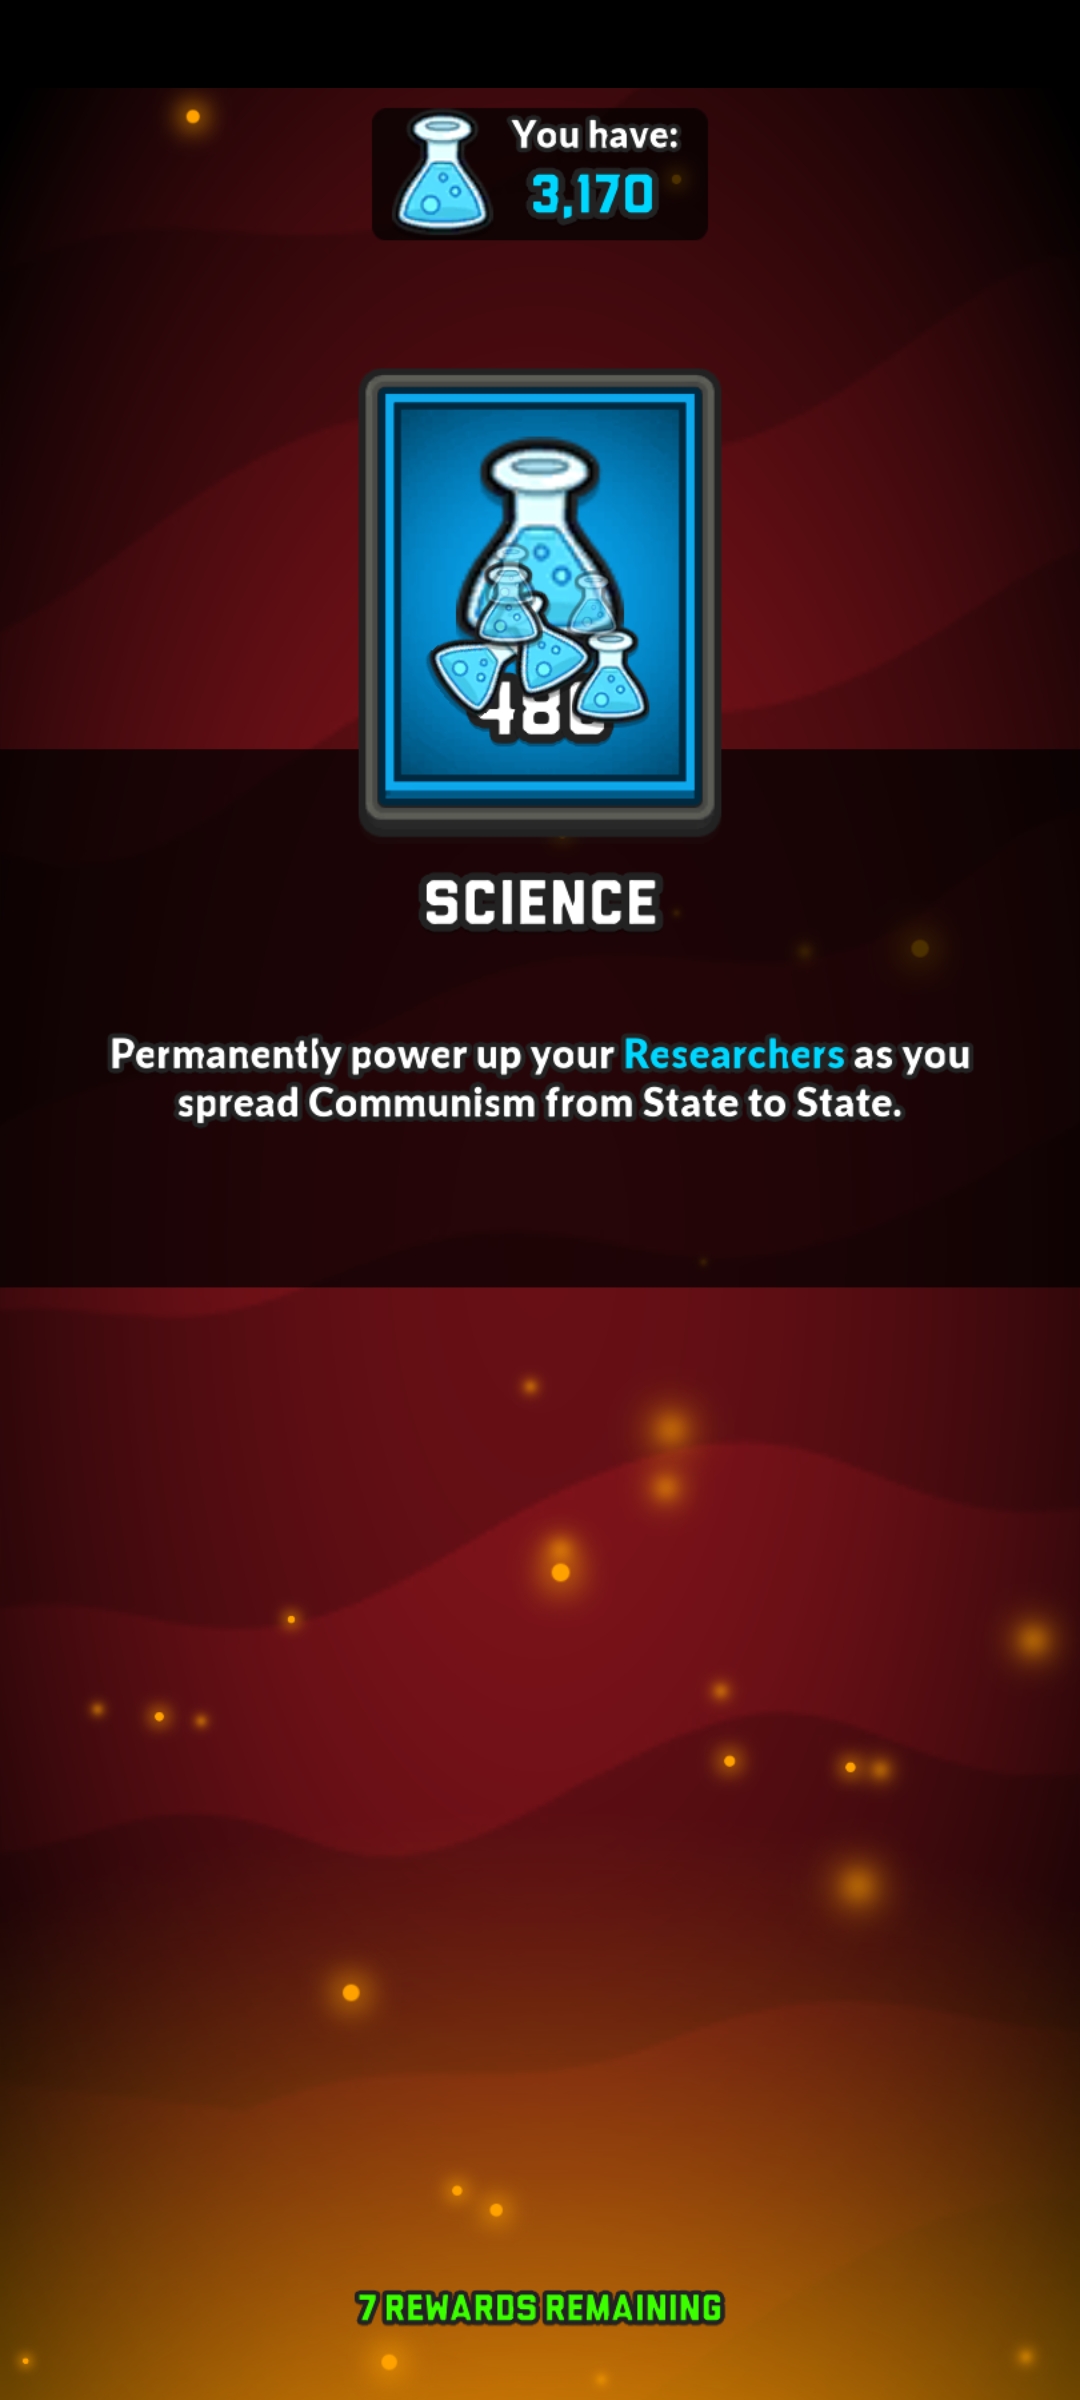 You have:
3,170
SCIENCE
Permanently power up your Researchers as you
spread Communism from State to State.
7 REWARDS REMAINING